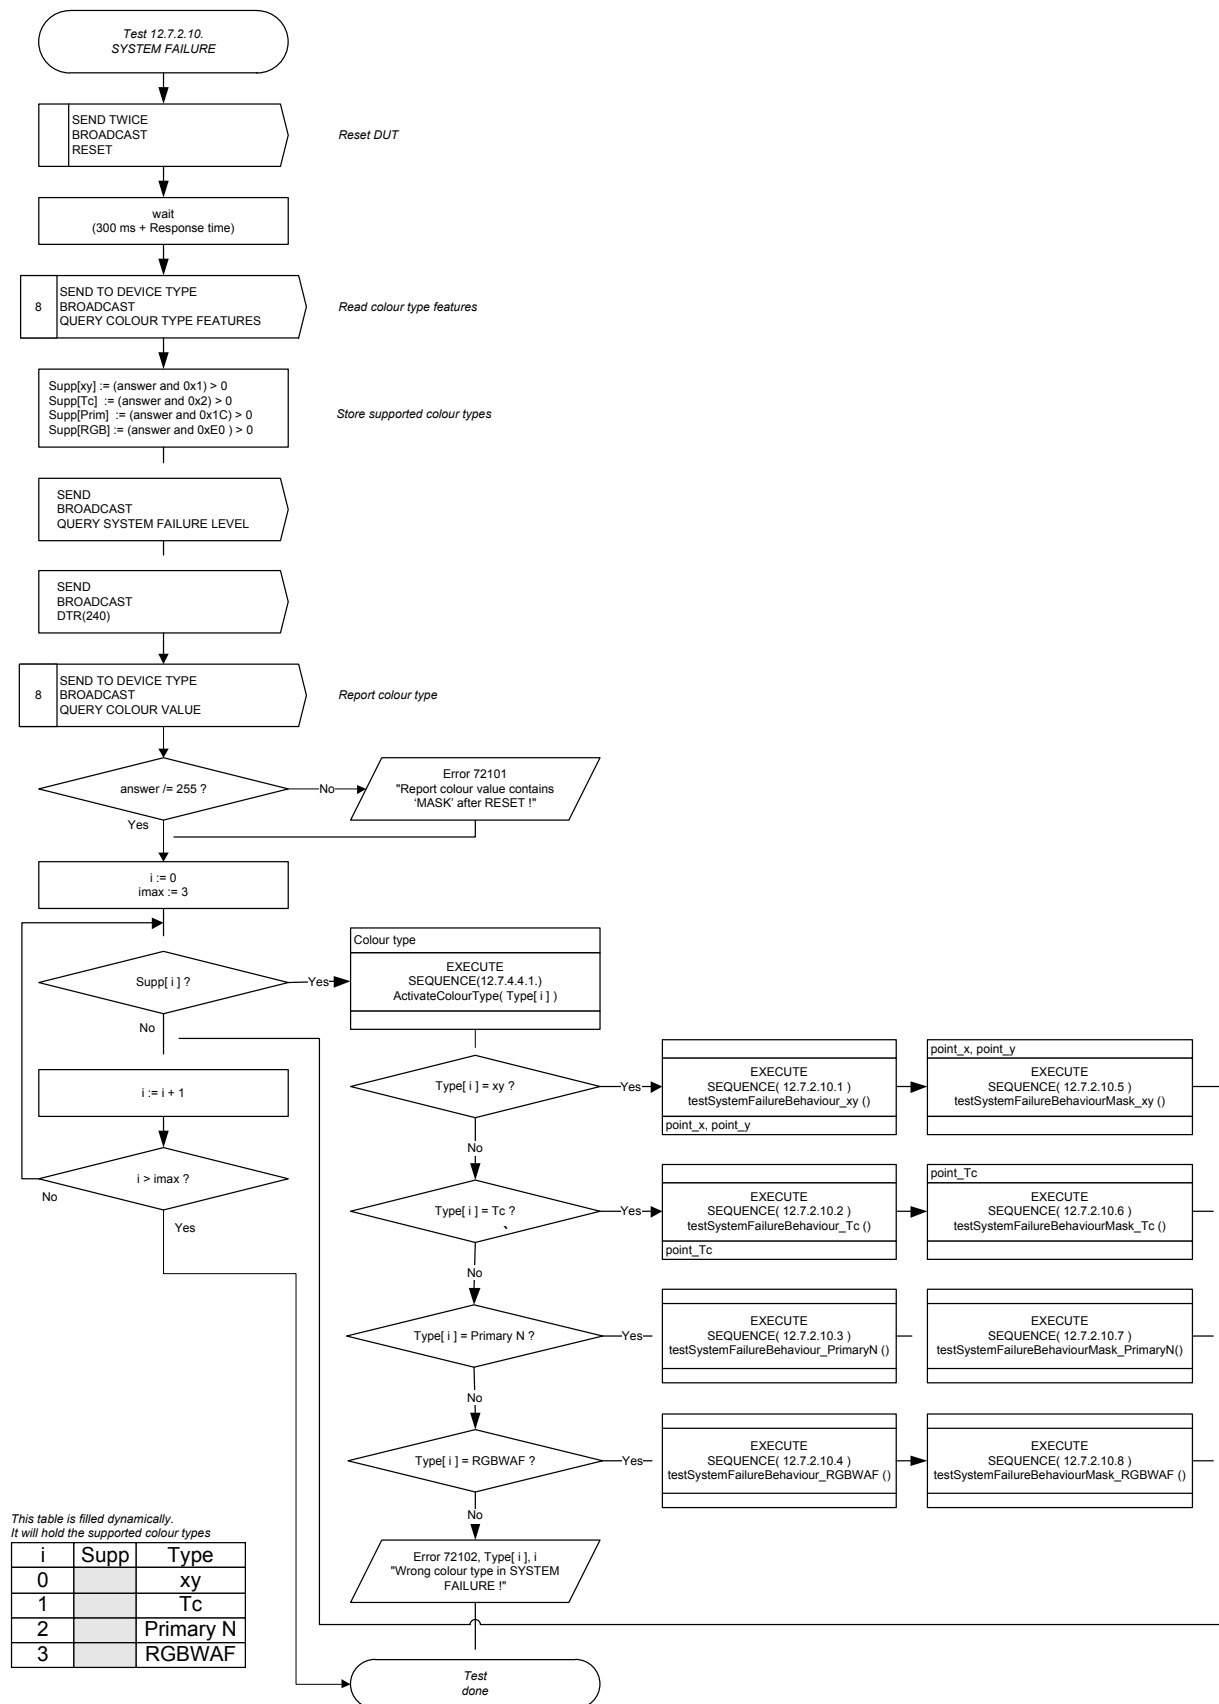 Test 12.7.2.10.
SYSTEM FAILURE
SEND TWICE
BROADCAST
RESET
Reset DUT
wait
(300 ms + Response time)
8
SEND TO DEVICE TYPE
BROADCAST
QUERY COLOUR TYPE FEATURES
Read colour type features
Supp[xy] := (answer and 0x1) > 0
Supp[Tc] := (answer and 0x2) > 0
Supp[Prim] := (answer and 0x1C) > 0
Supp[RGB] := (answer and 0xE0 ) > 0
Store supported colour types
SEND
BROADCAST
QUERY SYSTEM FAILURE LEVEL
SEND
BROADCAST
DTR(240)
8
SEND TO DEVICE TYPE
BROADCAST
QUERY COLOUR VALUE
Report colour type
answer /= 255 ?
No
Error 72101
"Report colour value contains
‘MASK’ after RESET !"
Yes
i := 0
imax := 3
Supp[ i ] ?
Yes
No
Colour type
EXECUTE
SEQUENCE(12.7.4.4.1.)
ActivateColourType( Type[ i ] )
i := i + 1
i > imax ?
No
Yes
Type[ i ] = xy ?
Yes
EXECUTE
SEQUENCE( 12.7.2.10.1 )
testSystemFailureBehaviour_xy ()
point_x, point_y
point_x, point_y
EXECUTE
SEQUENCE( 12.7.2.10.5 )
testSystemFailureBehaviourMask_xy ()
No
Type[ i ] = Tc ?
Yes
EXECUTE
SEQUENCE( 12.7.2.10.2 )
testSystemFailureBehaviour_Tc ()
point_Tc
point_Tc
EXECUTE
SEQUENCE( 12.7.2.10.6 )
testSystemFailureBehaviourMask_Tc ()
No
Type[ i ] = Primary N ?
Yes
EXECUTE
SEQUENCE( 12.7.2.10.3 )
testSystemFailureBehaviour_PrimaryN ()
EXECUTE
SEQUENCE( 12.7.2.10.7 )
testSystemFailureBehaviourMask_PrimaryN()
No
Type[ i ] = RGBWAF ?
Yes
EXECUTE
SEQUENCE( 12.7.2.10.4 )
testSystemFailureBehaviour_RGBWAF ()
EXECUTE
SEQUENCE( 12.7.2.10.8 )
testSystemFailureBehaviourMask_RGBWAF ()
No
Error 72102, Type[ i ], i
"Wrong colour type in SYSTEM
FAILURE !"
Test
done
This table is filled dynamically.
It will hold the supported colour types
i Supp Type
0 xy
1 Tc
2 Primary N
3 RGBWAF